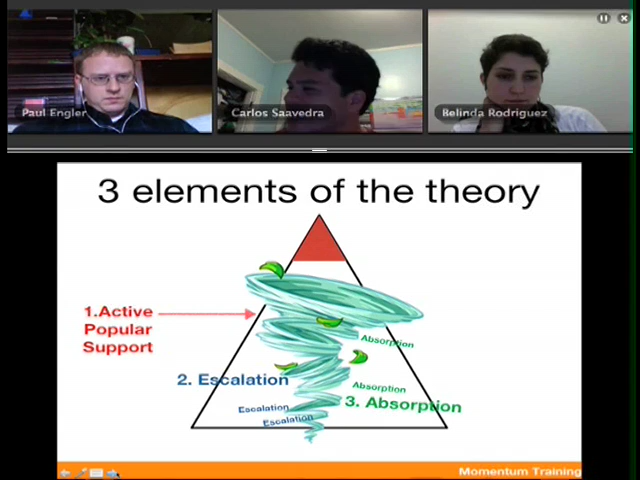 Paul Engler
Carlos Saavedra
Belinda Rodriguez
3 elements of the theory
1.Active
Popular
Support
Absorption
2. Escalation
Absorption
3. Absorption
Escalation
Escalation
Momentum Training